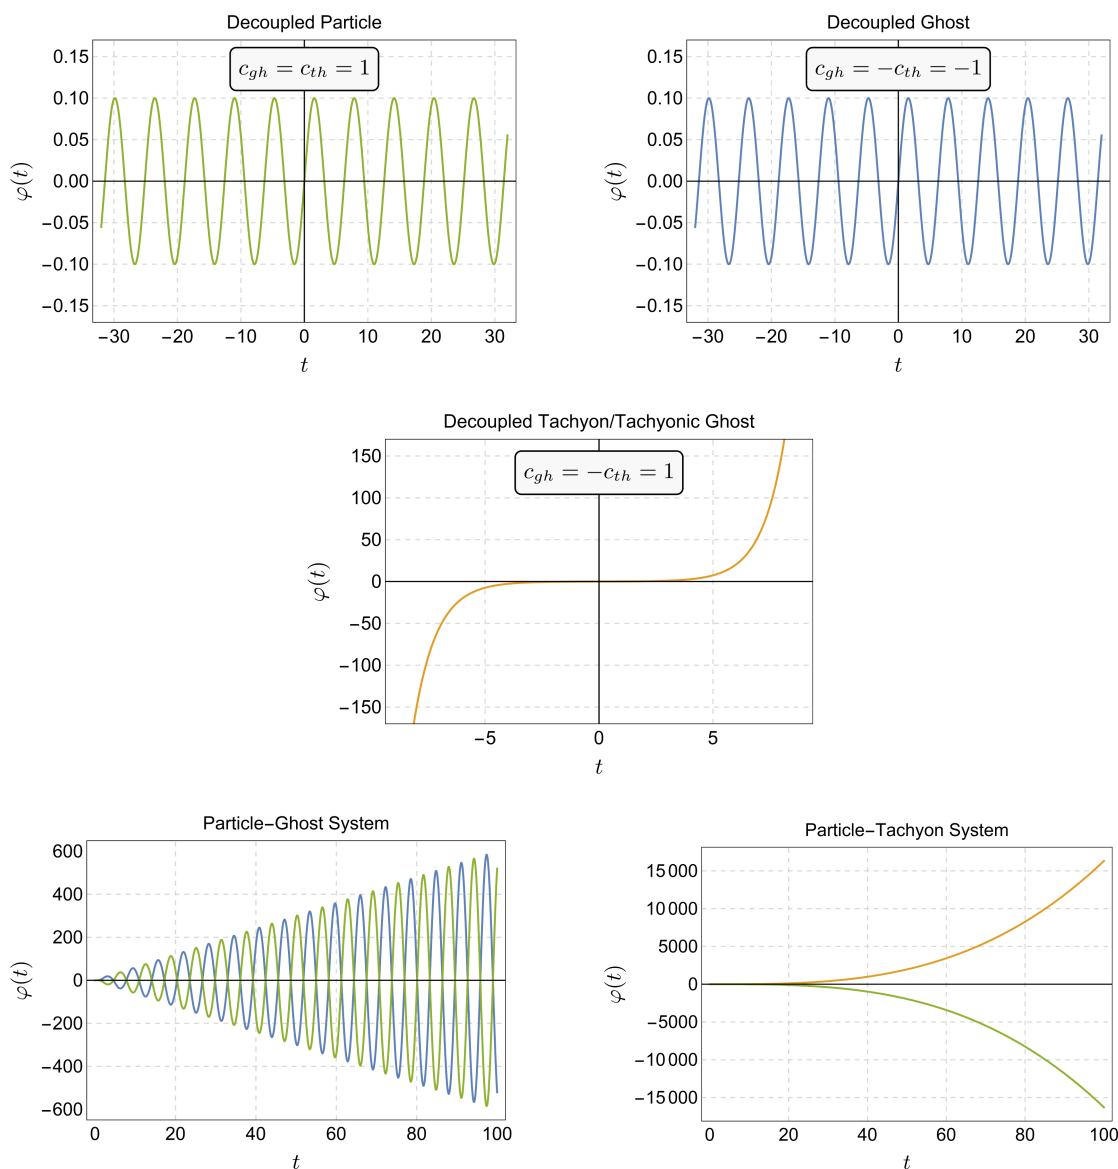 Decoupled Particle
c_{gh} = c_{th} = 1
0.15
0.10
0.05
0.00
−0.05
−0.10
−0.15
φ(t)
−30 −20 −10 0 10 20 30
t
Decoupled Ghost
c_{gh} = −c_{th} = −1
0.15
0.10
0.05
0.00
−0.05
−0.10
−0.15
φ(t)
−30 −20 −10 0 10 20 30
t
Decoupled Tachyon/Tachyonic Ghost
c_{gh} = −c_{th} = 1
150
100
50
0
−50
−100
−150
φ(t)
−5 0 5
t
Particle−Ghost System
600
400
200
0
−200
−400
−600
φ(t)
0 20 40 60 80 100
t
Particle−Tachyon System
15 000
10 000
5000
0
−5000
−10 000
−15 000
φ(t)
0 20 40 60 80 100
t